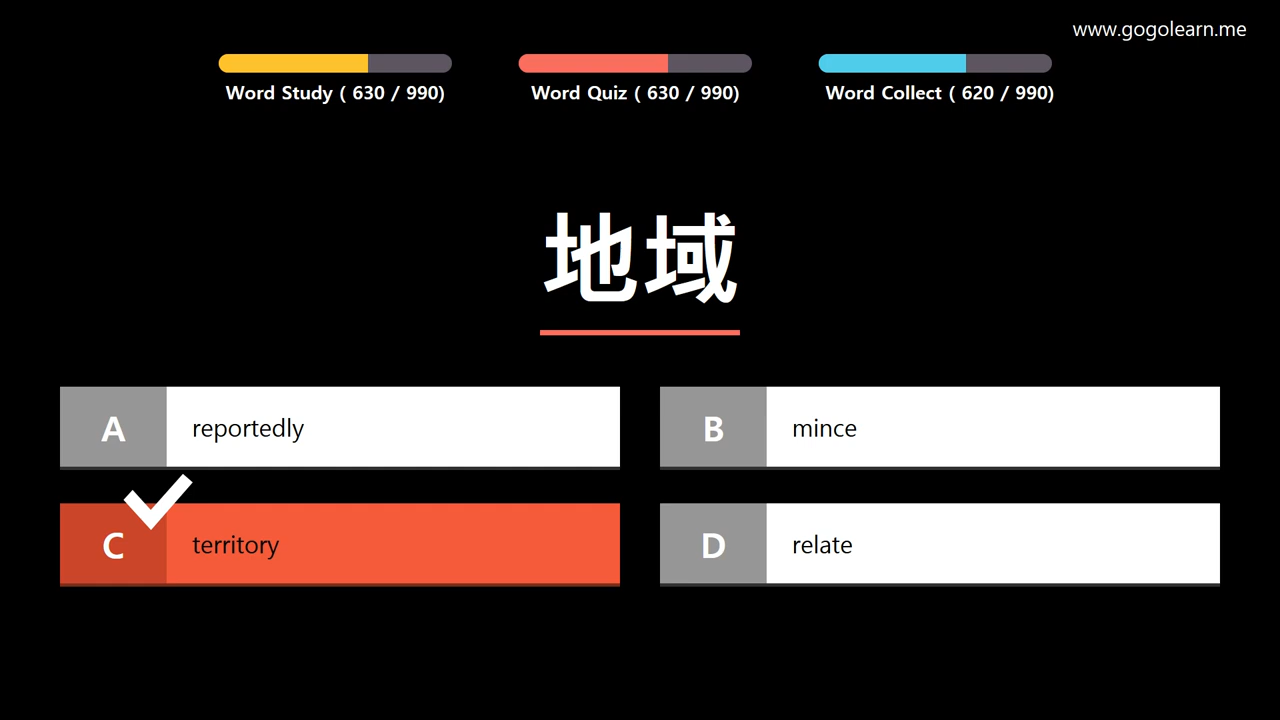 www.gogolearn.me
Word Study ( 630 / 990)
Word Quiz ( 630 / 990)
Word Collect ( 620 / 990)
地域
A
reportedly
B
mince
C
territory
D
relate